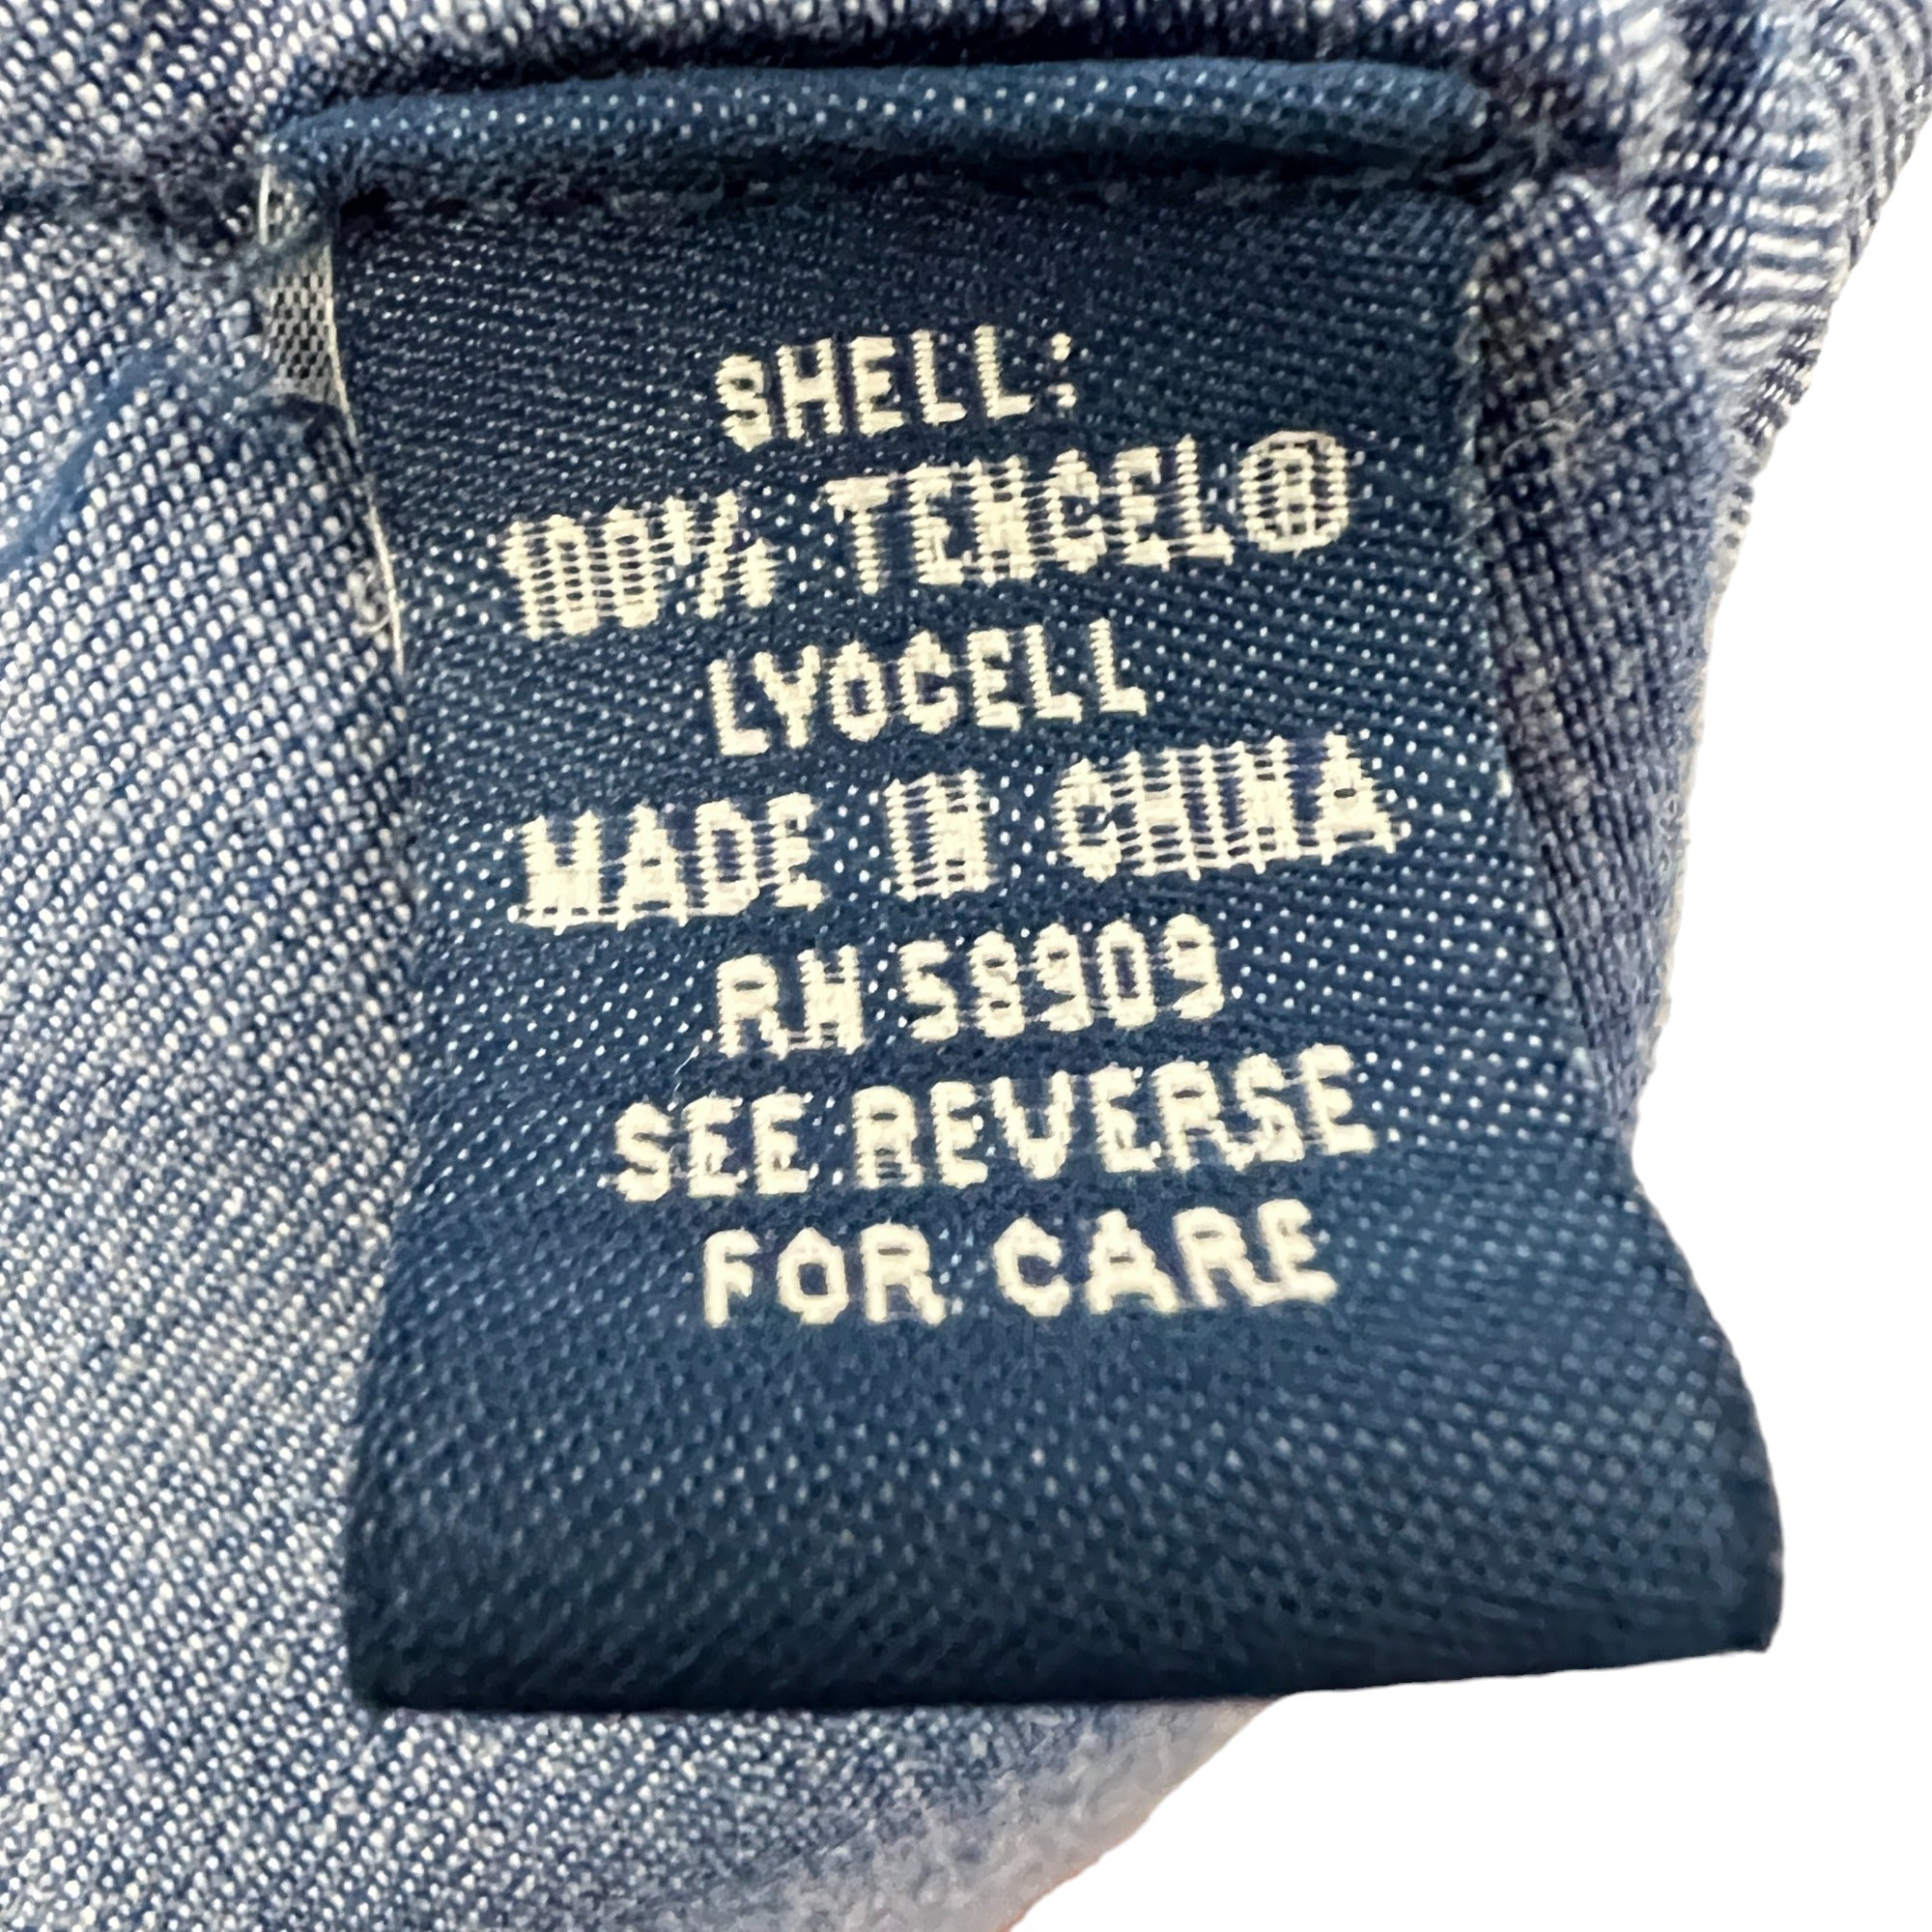 SHELL:
100% TENCEL®
LYOCELL
MADE IN CHINA
RN 58909
SEE REVERSE
FOR CARE